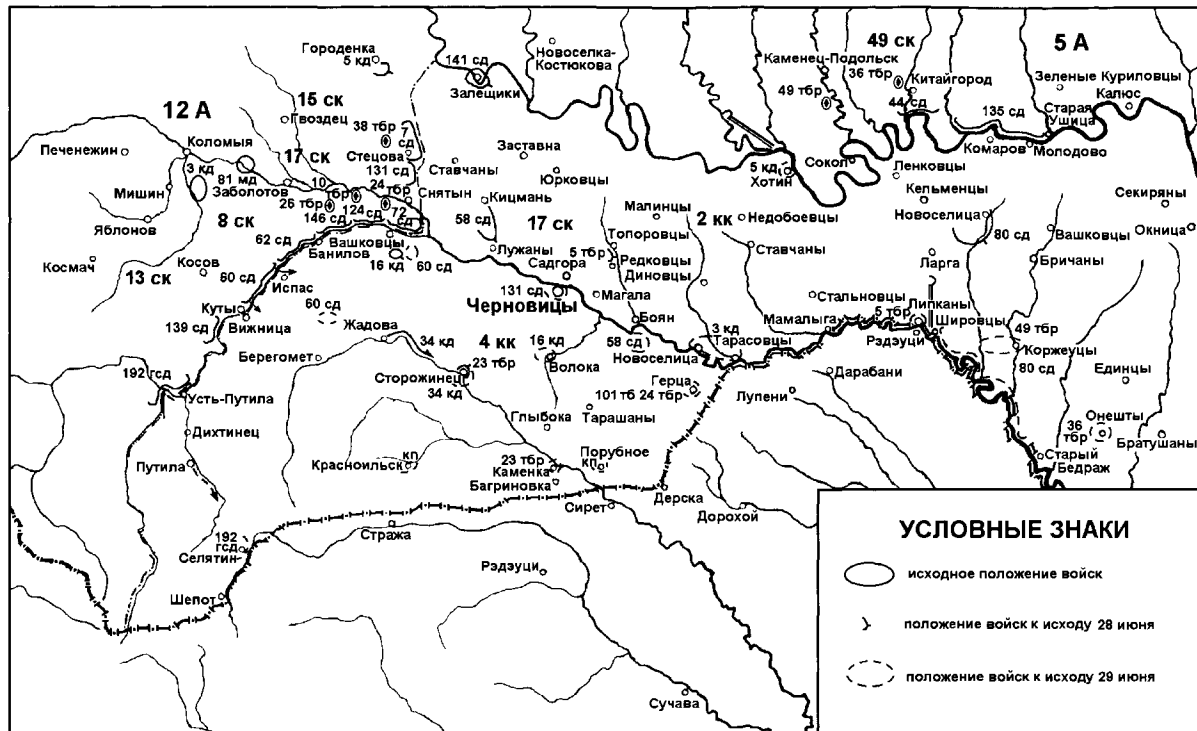 Городенка
5 кд
141 сд
Залещики
Новоселка-
Костюкова
Каменец-Подольск
36 тбр
49 тбр
49 ск
5 А
Китайгород
44 сд
Зеленые Куриловцы
Калюс
135 сд
Старая
Ушица
Комаров
Молодово
12 А
15 ск
Гвоздец
38 тбр
7
сд
Стецова
131 сд
Ставчаны
Заставна
Юрковцы
Сокол
5 кд
Хотин
Ленковцы
Кельменцы
Новоселица
Секиряны
Печенежин
Коломыя
3 кд
81 мд
Заболотов
17 ск
10
тбр
24 тбр
Снятын
Кицмань
Мишин
26 тбр
124 сд
72
сд
146 сд
58 сд
17 ск
Малинцы
2 кк
Недобоевцы
Яблонов
8 ск
62 сд
Вашковцы
Банилов
Лужаны
5 тбр
Топоровцы
Редковцы
Диновцы
Ставчаны
80 сд
Вашковцы
Окница
Бричаны
Космач
Косов
13 ск
60 сд
Испас
16 кд
60 сд
Садгора
131 сд
Черновицы
Магала
Ларга
Куты
Вижница
60 сд
139 сд
Жадова
34 кд
4 кк
Боян
58 сд
Новоселица
3 кд
Тарасовцы
Мамалыга
Стальновцы
5 тбр
Липканы
Шировцы
Рэдэуци
49 тбр
Коржеуцы
80 сд
Берегомет
23 тбр
Сторожинец
34 кд
16 кд
Волока
Герца
101 тб 24 тбр
Лупени
Дарабани
Единцы
192 гсд
Усть-Путила
Глыбока
Тарашаны
Онешты
36
тбр
Братушаны
Дихтинец
Путила
Красноильск
кп
23 тбр
Каменка
Багриновка
Порубное
кп
Старый
Бедраж
Дерска
Сирет
Дорохой
Стража
192
гсд
Селятин
Рэдэуци
Шепот
Сучава
УСЛОВНЫЕ ЗНАКИ
исходное положение войск
положение войск к исходу 28 июня
положение войск к исходу 29 июня